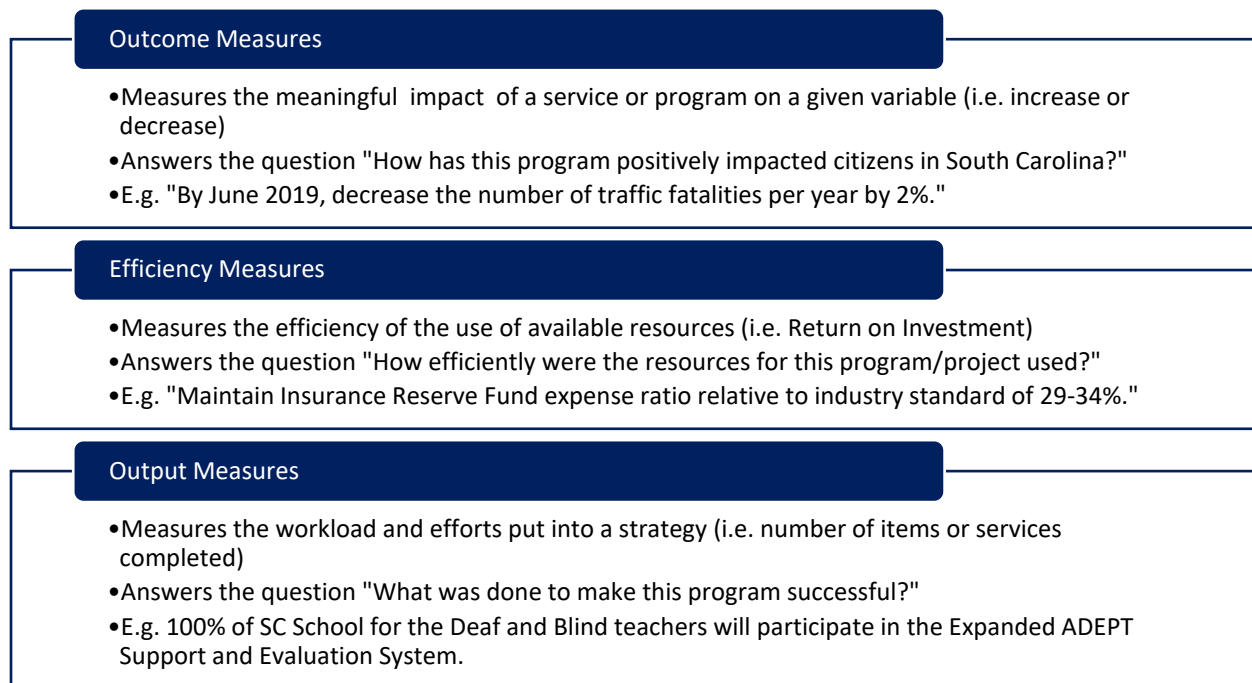 Outcome Measures
•Measures the meaningful  impact  of a service or program on a given variable (i.e. increase or
decrease)
•Answers the question "How has this program positively impacted citizens in South Carolina?"
•E.g. "By June 2019, decrease the number of traffic fatalities per year by 2%."
Efficiency Measures
•Measures the efficiency of the use of available resources (i.e. Return on Investment)
•Answers the question "How efficiently were the resources for this program/project used?"
•E.g. "Maintain Insurance Reserve Fund expense ratio relative to industry standard of 29-34%."
Output Measures
•Measures the workload and efforts put into a strategy (i.e. number of items or services
completed)
•Answers the question "What was done to make this program successful?"
•E.g. 100% of SC School for the Deaf and Blind teachers will participate in the Expanded ADEPT
Support and Evaluation System.